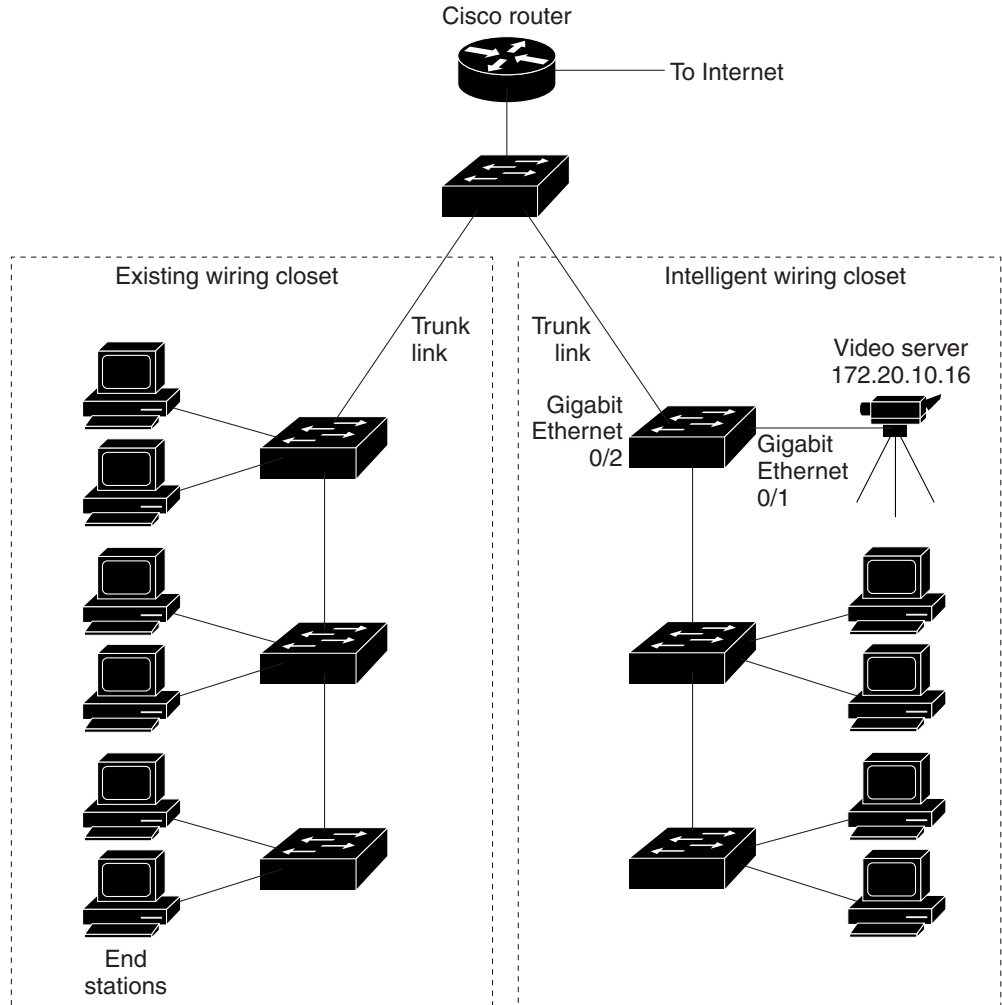 Cisco router
To Internet
Existing wiring closet
Intelligent wiring closet
Trunk
link
Trunk
link
Video server
172.20.10.16
Gigabit
Ethernet
0/2
Gigabit
Ethernet
0/1
End
stations